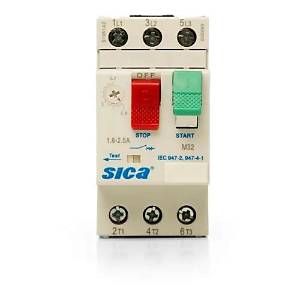 1L1 3L2 5L3
OFF
STOP START
1.6-2.5A M32
Test IEC 947-2, 947-4-1
sica
2T1 4T2 6T3